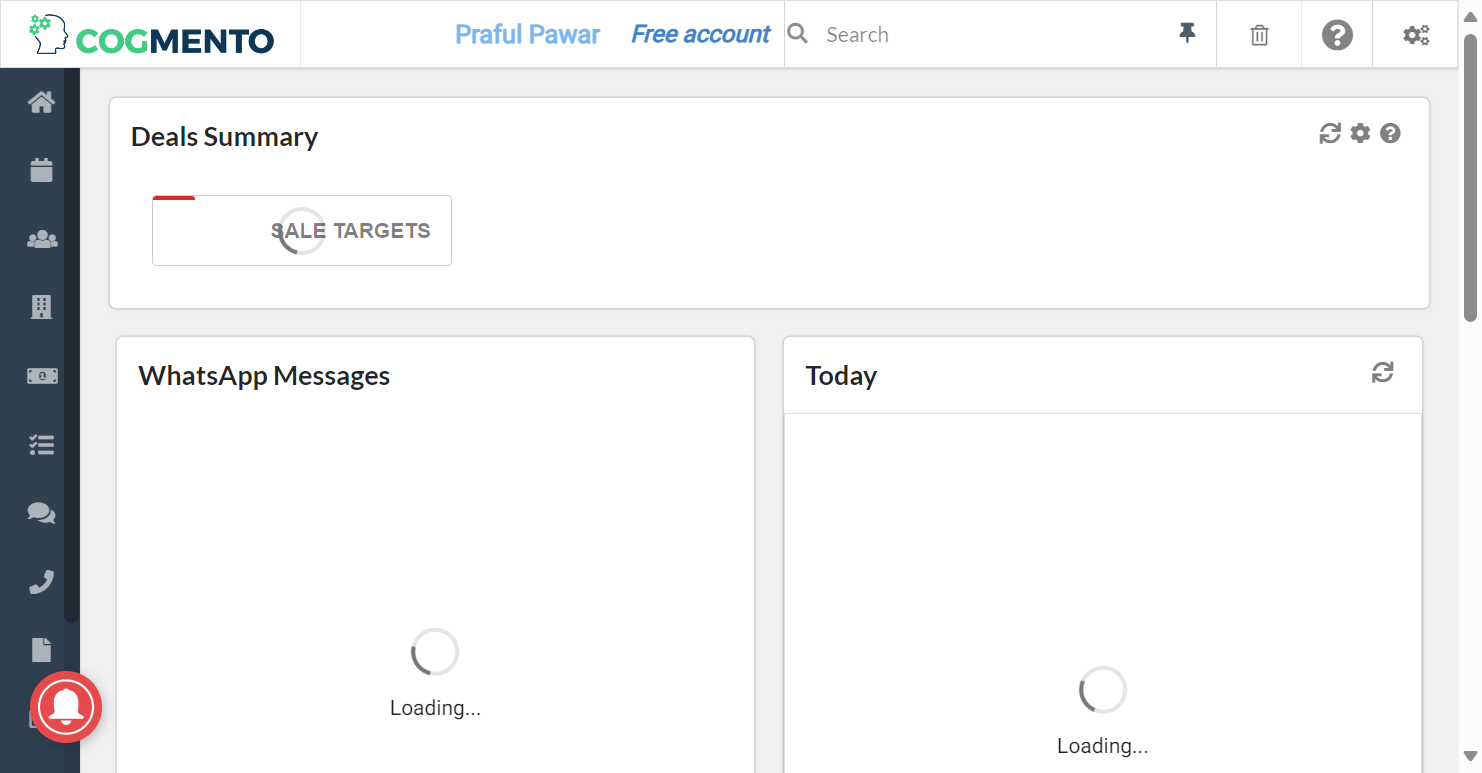 COGMENTO
Praful Pawar
Free account
Search
Deals Summary
SALE TARGETS
WhatsApp Messages
Today
Loading...
Loading...